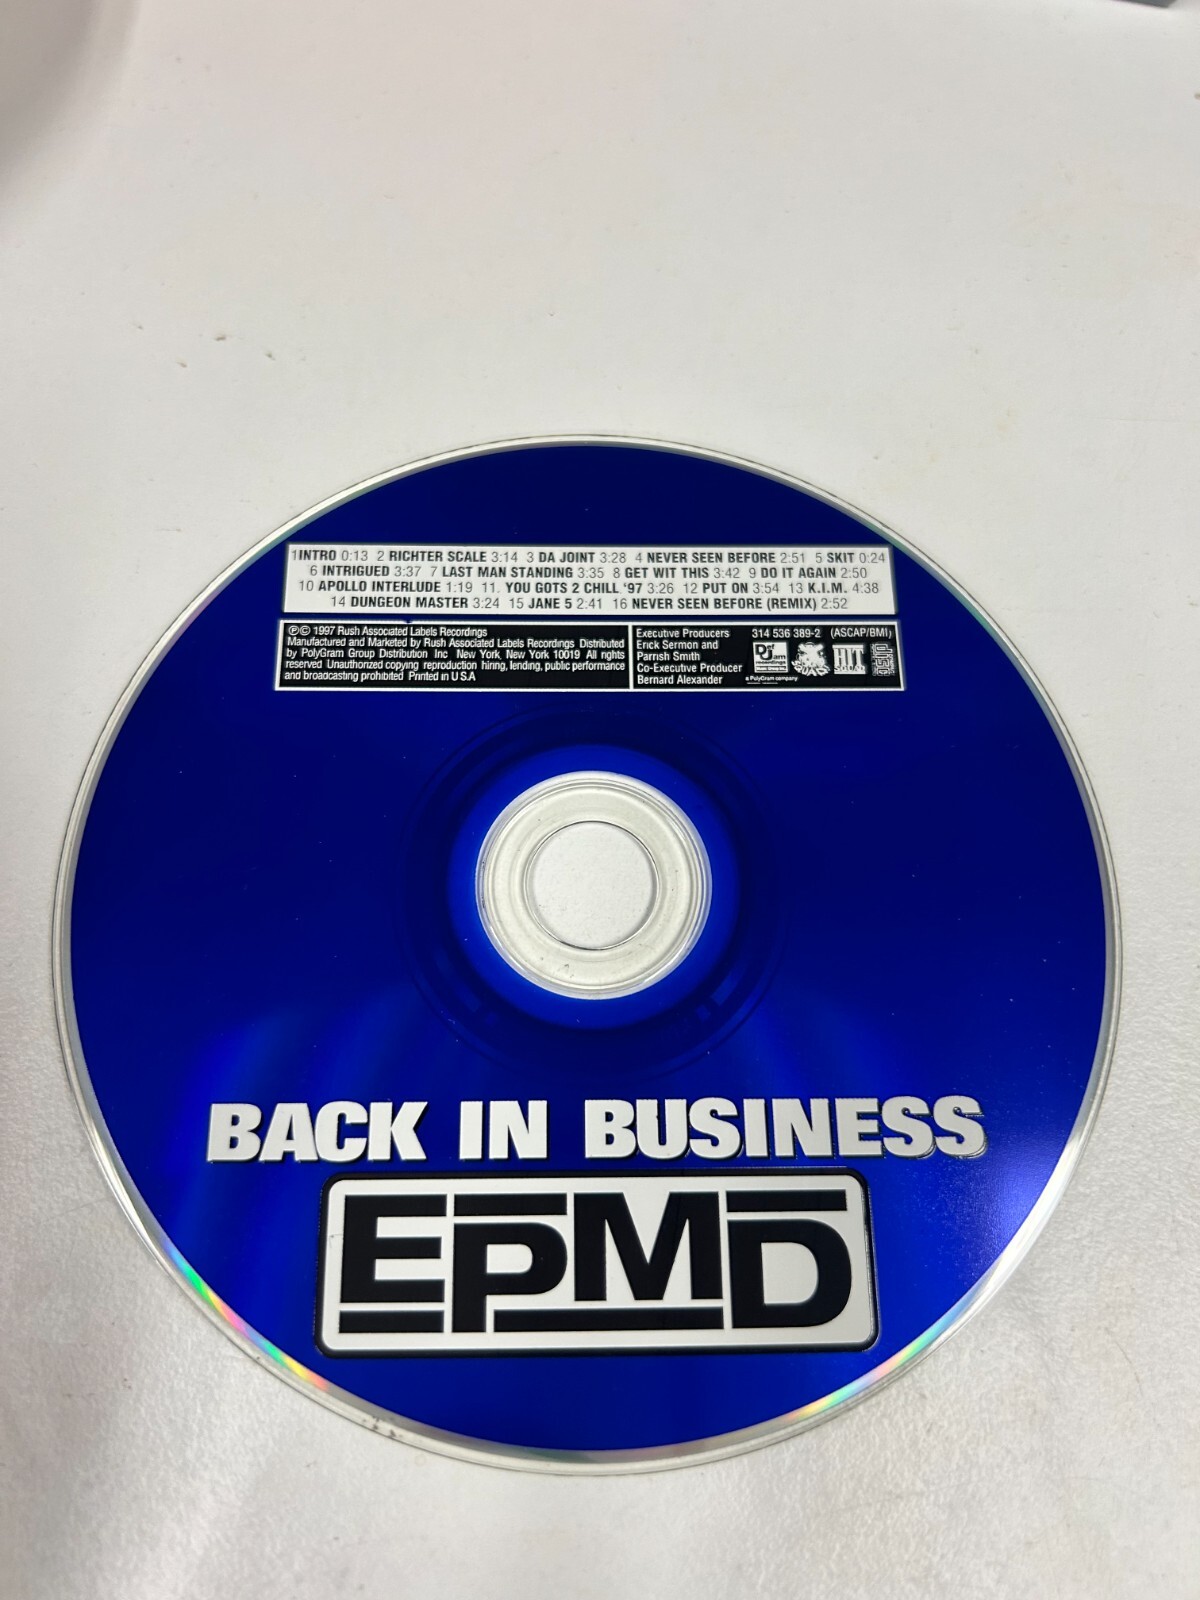 1 INTRO 0:13 2 RICHTER SCALE 3:14 3 DA JOINT 3:28 4 NEVER SEEN BEFORE 2:51 5 SKIT 0:24
6 INTRIGUED 3:37 7 LAST MAN STANDING 3:35 8 GET WIT THIS 3:42 9 DO IT AGAIN 2:50
10 APOLLO INTERLUDE 1:19 11. YOU GOTS 2 CHILL '97 3:26 12 PUT ON 3:54 13 K.I.M. 4:38
14 DUNGEON MASTER 3:24 15 JANE 5 2:41 16 NEVER SEEN BEFORE (REMIX) 2:52
℗© 1997 Rush Associated Labels Recordings
Manufactured and Marketed by Rush Associated Labels Recordings Distributed
by PolyGram Group Distribution Inc New York, New York 10019 All rights
reserved Unauthorized copying reproduction hiring, lending, public performance
and broadcasting prohibited Printed in U S A
Executive Producers
Erick Sermon and
Parrish Smith
Co-Executive Producer
Bernard Alexander
314 536 389-2 (ASCAP/BMI)
Def Jam
recordings
a PolyGram company
HIT
SQUAD
BACK IN BUSINESS
EPMD